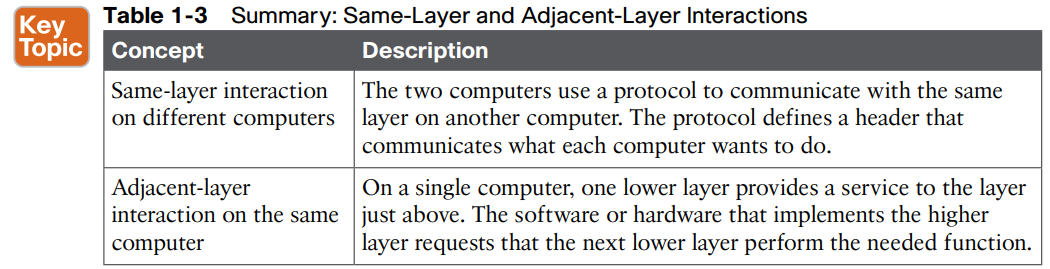 Key
Topic
Table 1-3 Summary: Same-Layer and Adjacent-Layer Interactions
Concept Description
Same-layer interaction
on different computers
The two computers use a protocol to communicate with the same
layer on another computer. The protocol defines a header that
communicates what each computer wants to do.
Adjacent-layer
interaction on the same
computer
On a single computer, one lower layer provides a service to the layer
just above. The software or hardware that implements the higher
layer requests that the next lower layer perform the needed function.